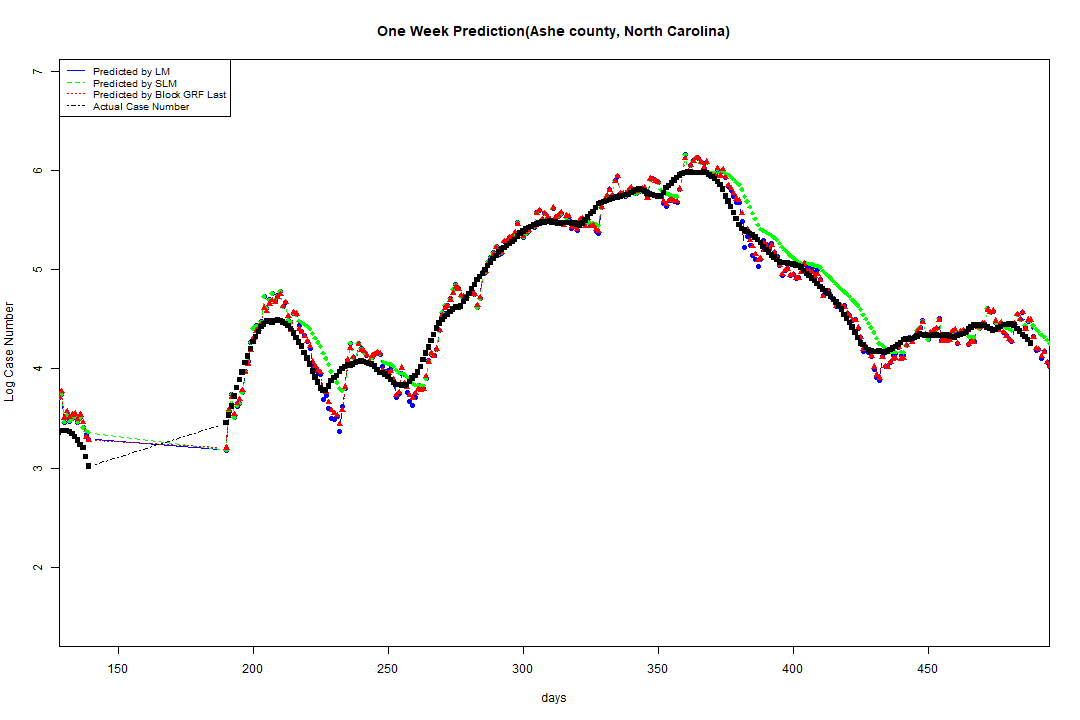 One Week Prediction(Ashe county, North Carolina)
Predicted by LM
Predicted by SLM
Predicted by Block GRF Last
Actual Case Number
7
6
5
4
3
2
Log Case Number
150 200 250 300 350 400 450
days